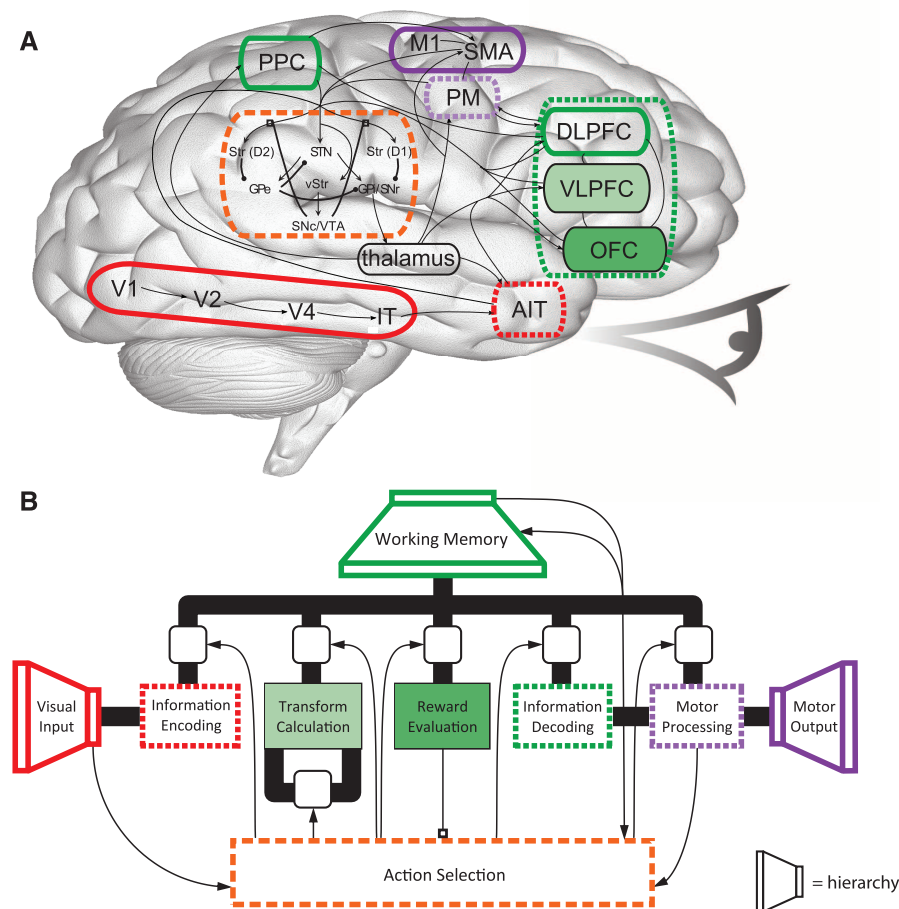 A
PPC
M1
SMA
PM
DLPFC
VLPFC
OFC
Str (D2)
STN
Str (D1)
GPe
vStr
GPi/SNr
SNc/VTA
thalamus
V1
V2
V4
IT
AIT
B
Working Memory
Visual
Input
Information
Encoding
Transform
Calculation
Reward
Evaluation
Information
Decoding
Motor
Processing
Motor
Output
Action Selection
= hierarchy